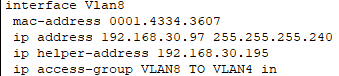 interface Vlan8
mac-address 0001.4334.3607
ip address 192.168.30.97 255.255.255.240
ip helper-address 192.168.30.195
ip access-group VLAN8 TO VLAN4 in